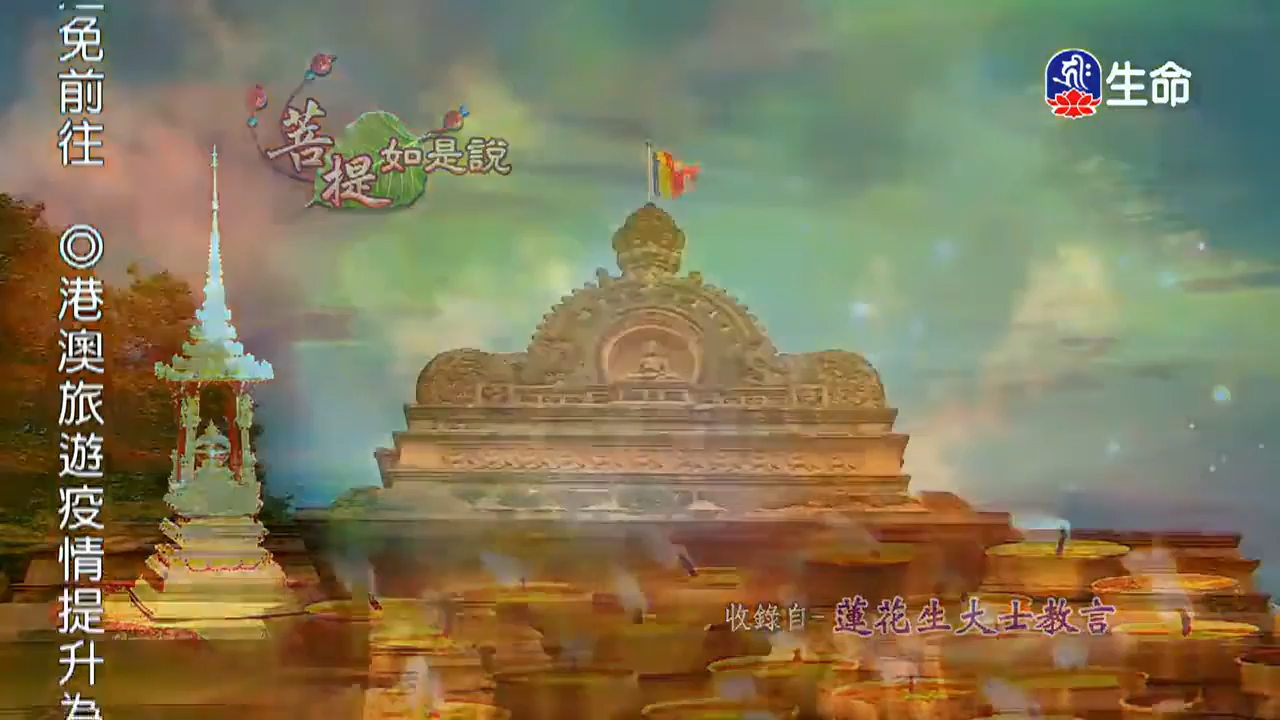 免前往 ◎港澳旅遊疫情提升為
菩提如是說
生命
收錄自-蓮花生大士教言